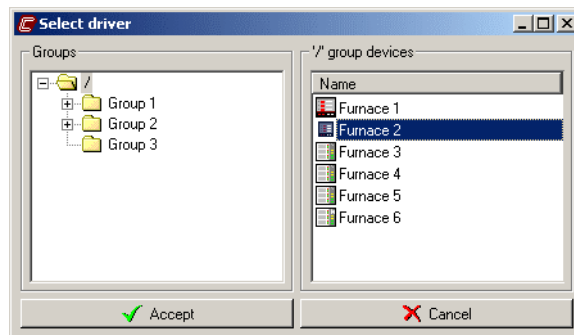 Select driver
Groups
/
Group 1
Group 2
Group 3
'/' group devices
Name
Furnace 1
Furnace 2
Furnace 3
Furnace 4
Furnace 5
Furnace 6
Accept
Cancel